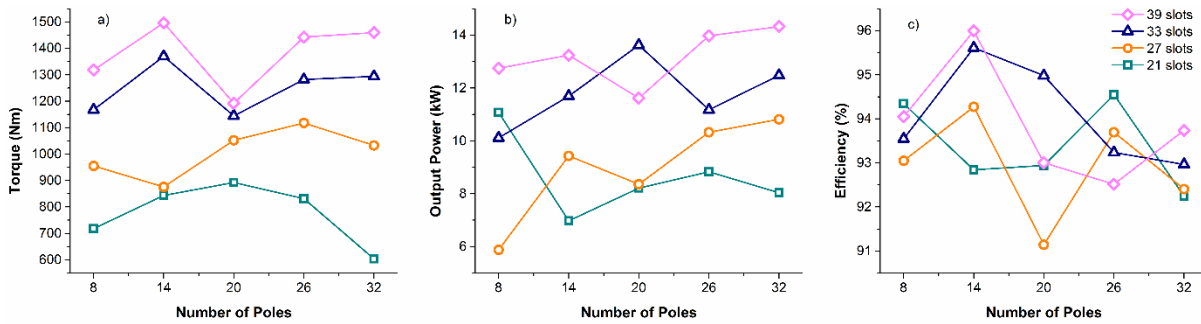 a)
1500
1400
1300
1200
1100
1000
900
800
700
600
Torque (Nm)
8 14 20 26 32
Number of Poles
b)
14
12
10
8
6
Output Power (kW)
8 14 20 26 32
Number of Poles
c)
39 slots
33 slots
27 slots
21 slots
96
95
94
93
92
91
Efficiency (%)
8 14 20 26 32
Number of Poles